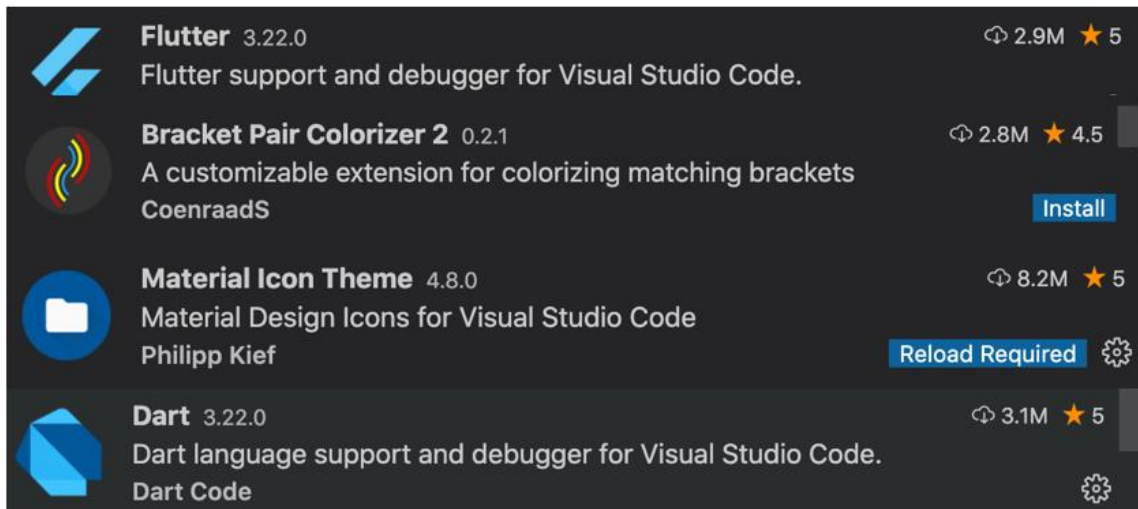 Flutter 3.22.0 2.9M ★ 5
Flutter support and debugger for Visual Studio Code.
Bracket Pair Colorizer 2 0.2.1 2.8M ★ 4.5
A customizable extension for colorizing matching brackets
CoenraadS Install
Material Icon Theme 4.8.0 8.2M ★ 5
Material Design Icons for Visual Studio Code
Philipp Kief Reload Required
Dart 3.22.0 3.1M ★ 5
Dart language support and debugger for Visual Studio Code.
Dart Code